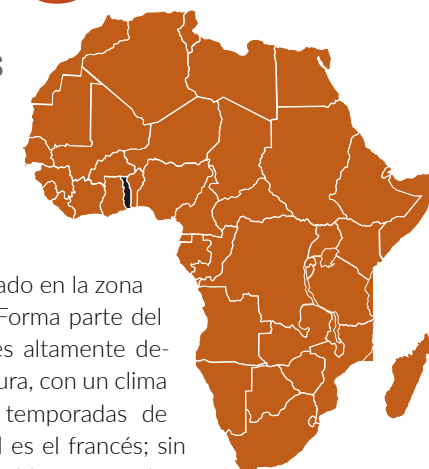 s
ado en la zona
Forma parte del
es altamente de-
ura, con un clima
temporadas de
l es el francés; sin